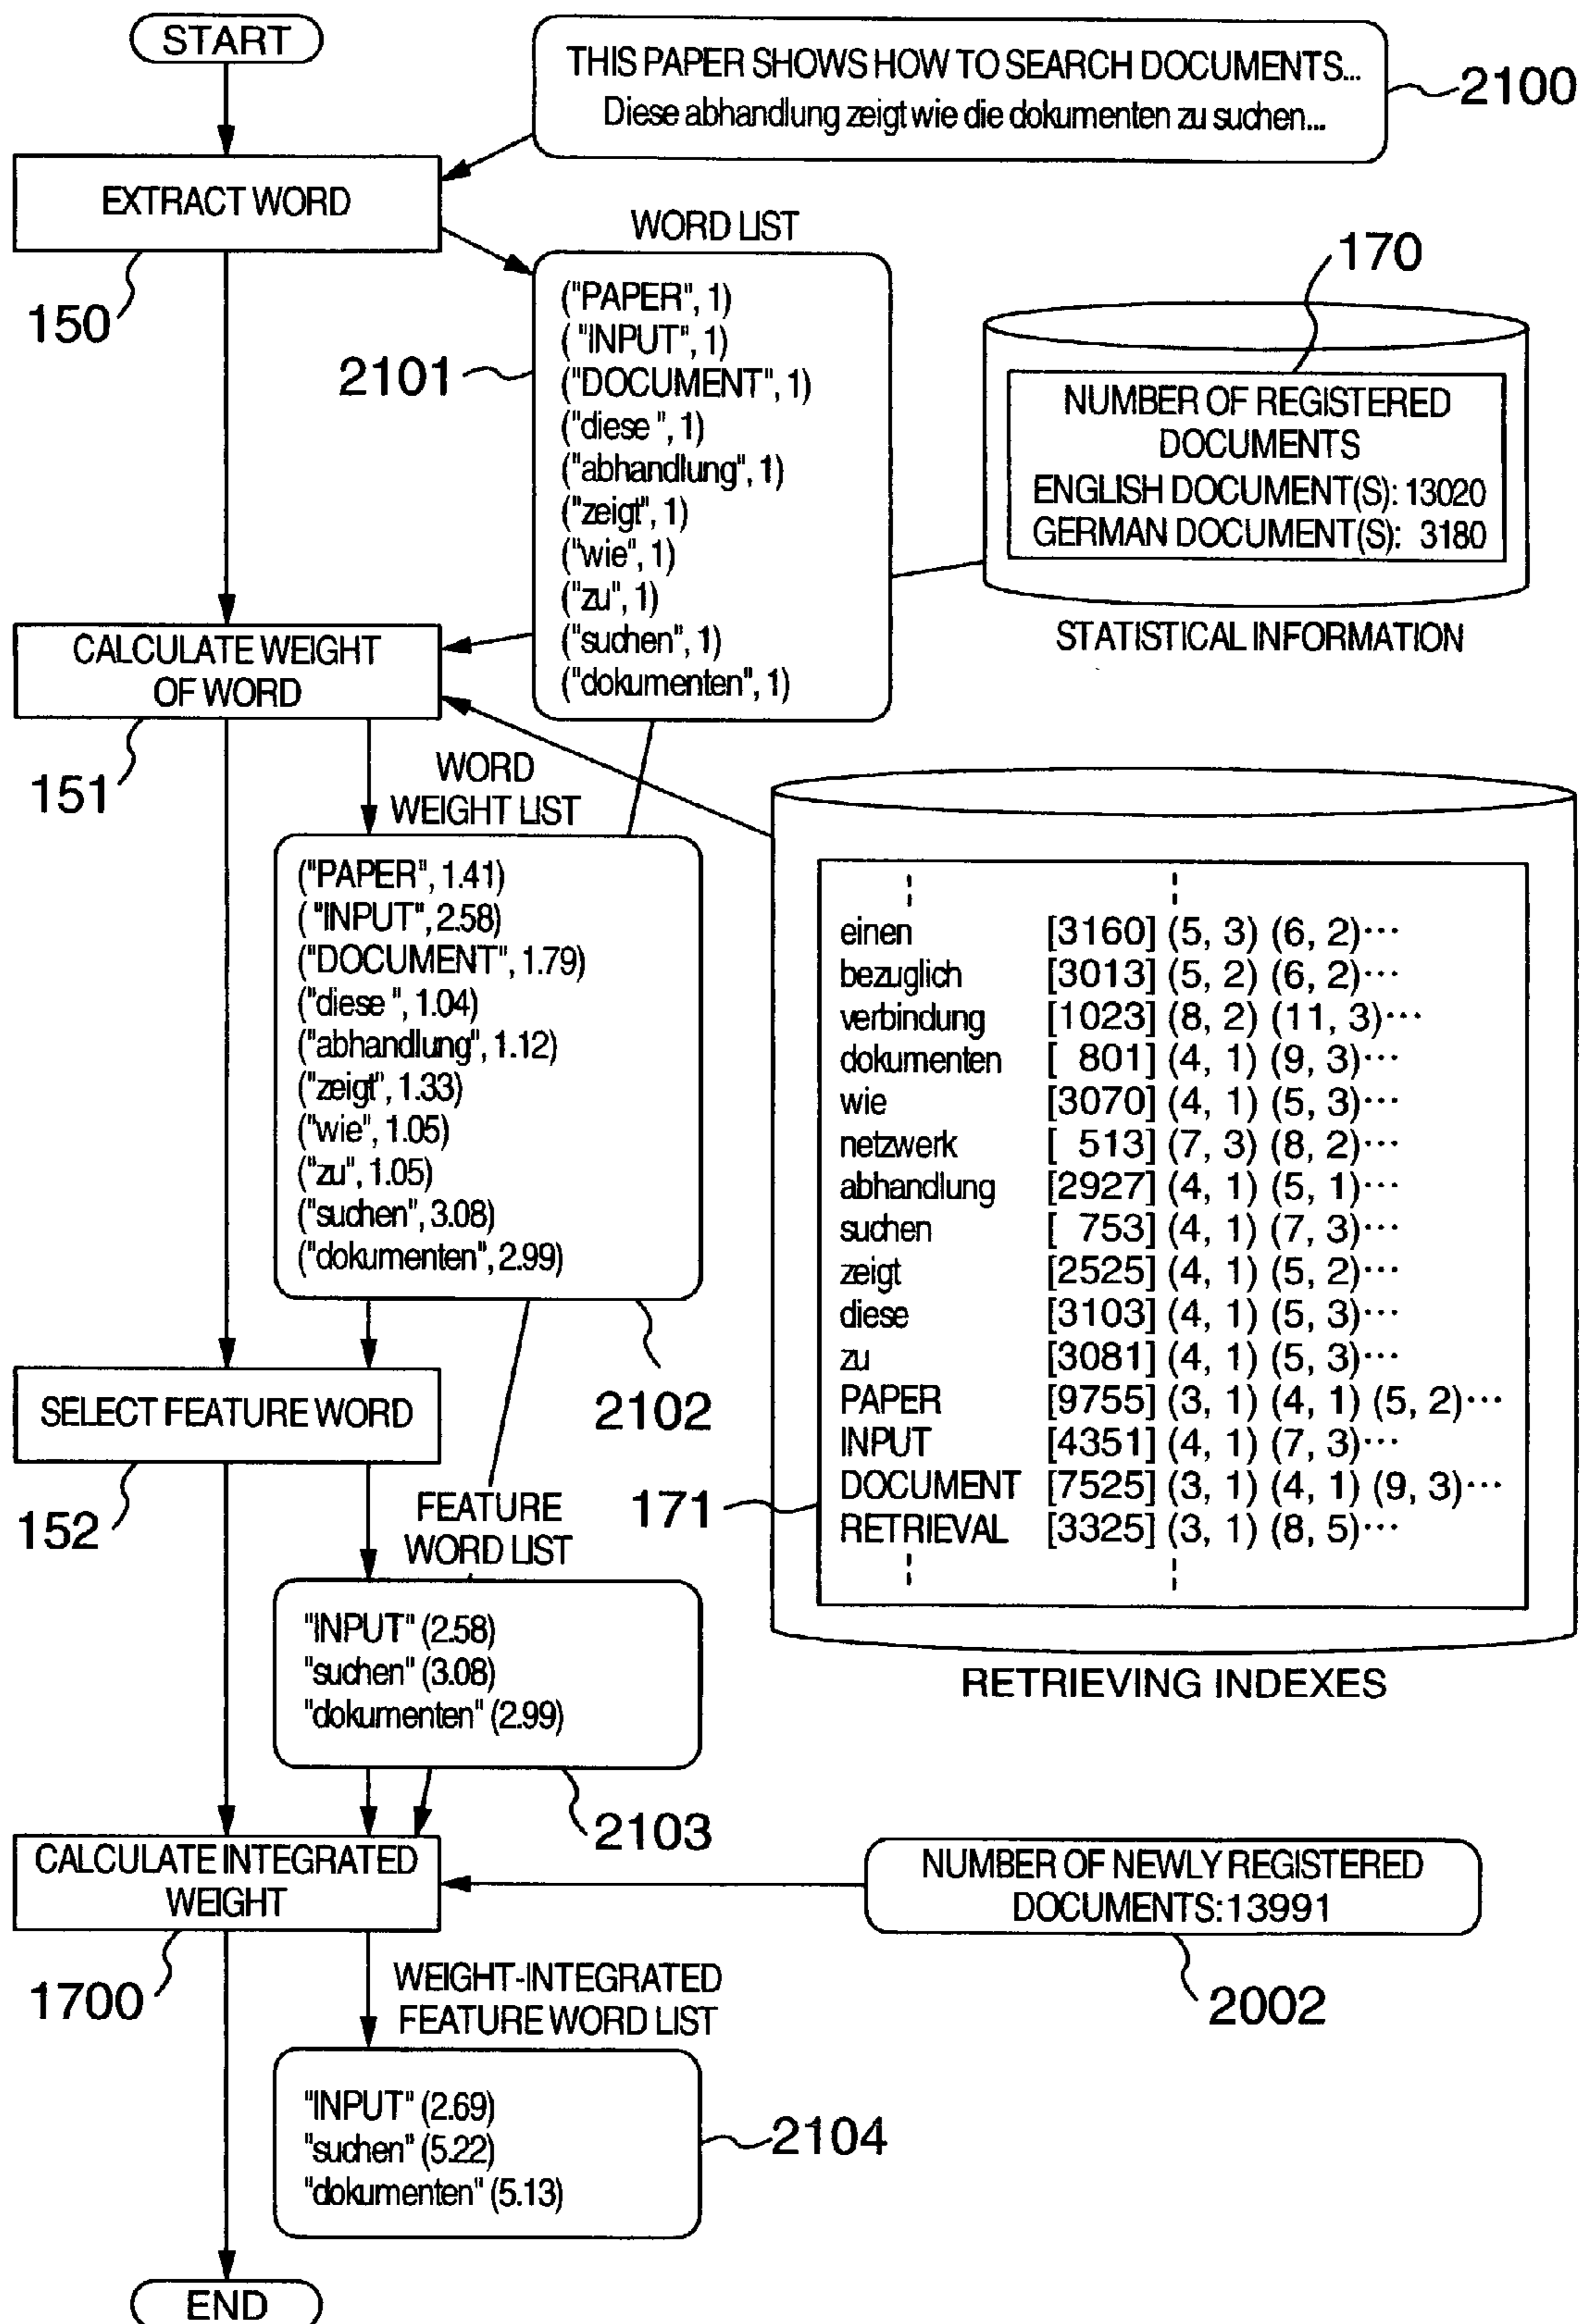 START
THIS PAPER SHOWS HOW TO SEARCH DOCUMENTS...
Diese abhandlung zeigt wie die dokumenten zu suchen...
2100
EXTRACT WORD
150
WORD LIST
("PAPER", 1)
( "INPUT", 1)
("DOCUMENT", 1)
("diese ", 1)
("abhandlung", 1)
("zeigt", 1)
("wie", 1)
("zu", 1)
("suchen", 1)
("dokumenten", 1)
2101
170
NUMBER OF REGISTERED
DOCUMENTS
ENGLISH DOCUMENT(S): 13020
GERMAN DOCUMENT(S): 3180
STATISTICAL INFORMATION
CALCULATE WEIGHT
OF WORD
151
WORD
WEIGHT LIST
("PAPER", 1.41)
( "INPUT", 2.58)
("DOCUMENT", 1.79)
("diese ", 1.04)
("abhandlung", 1.12)
("zeigt", 1.33)
("wie", 1.05)
("zu", 1.05)
("suchen", 3.08)
("dokumenten", 2.99)
2102
einen [3160] (5, 3) (6, 2)···
bezuglich [3013] (5, 2) (6, 2)···
verbindung [1023] (8, 2) (11, 3)···
dokumenten [ 801] (4, 1) (9, 3)···
wie [3070] (4, 1) (5, 3)···
netzwerk [ 513] (7, 3) (8, 2)···
abhandlung [2927] (4, 1) (5, 1)···
suchen [ 753] (4, 1) (7, 3)···
zeigt [2525] (4, 1) (5, 2)···
diese [3103] (4, 1) (5, 3)···
zu [3081] (4, 1) (5, 3)···
PAPER [9755] (3, 1) (4, 1) (5, 2)···
INPUT [4351] (4, 1) (7, 3)···
DOCUMENT [7525] (3, 1) (4, 1) (9, 3)···
RETRIEVAL [3325] (3, 1) (8, 5)···
171
RETRIEVING INDEXES
SELECT FEATURE WORD
152
FEATURE
WORD LIST
"INPUT" (2.58)
"suchen" (3.08)
"dokumenten" (2.99)
2103
CALCULATE INTEGRATED
WEIGHT
1700
NUMBER OF NEWLY REGISTERED
DOCUMENTS:13991
2002
WEIGHT-INTEGRATED
FEATURE WORD LIST
"INPUT" (2.69)
"suchen" (5.22)
"dokumenten" (5.13)
2104
END